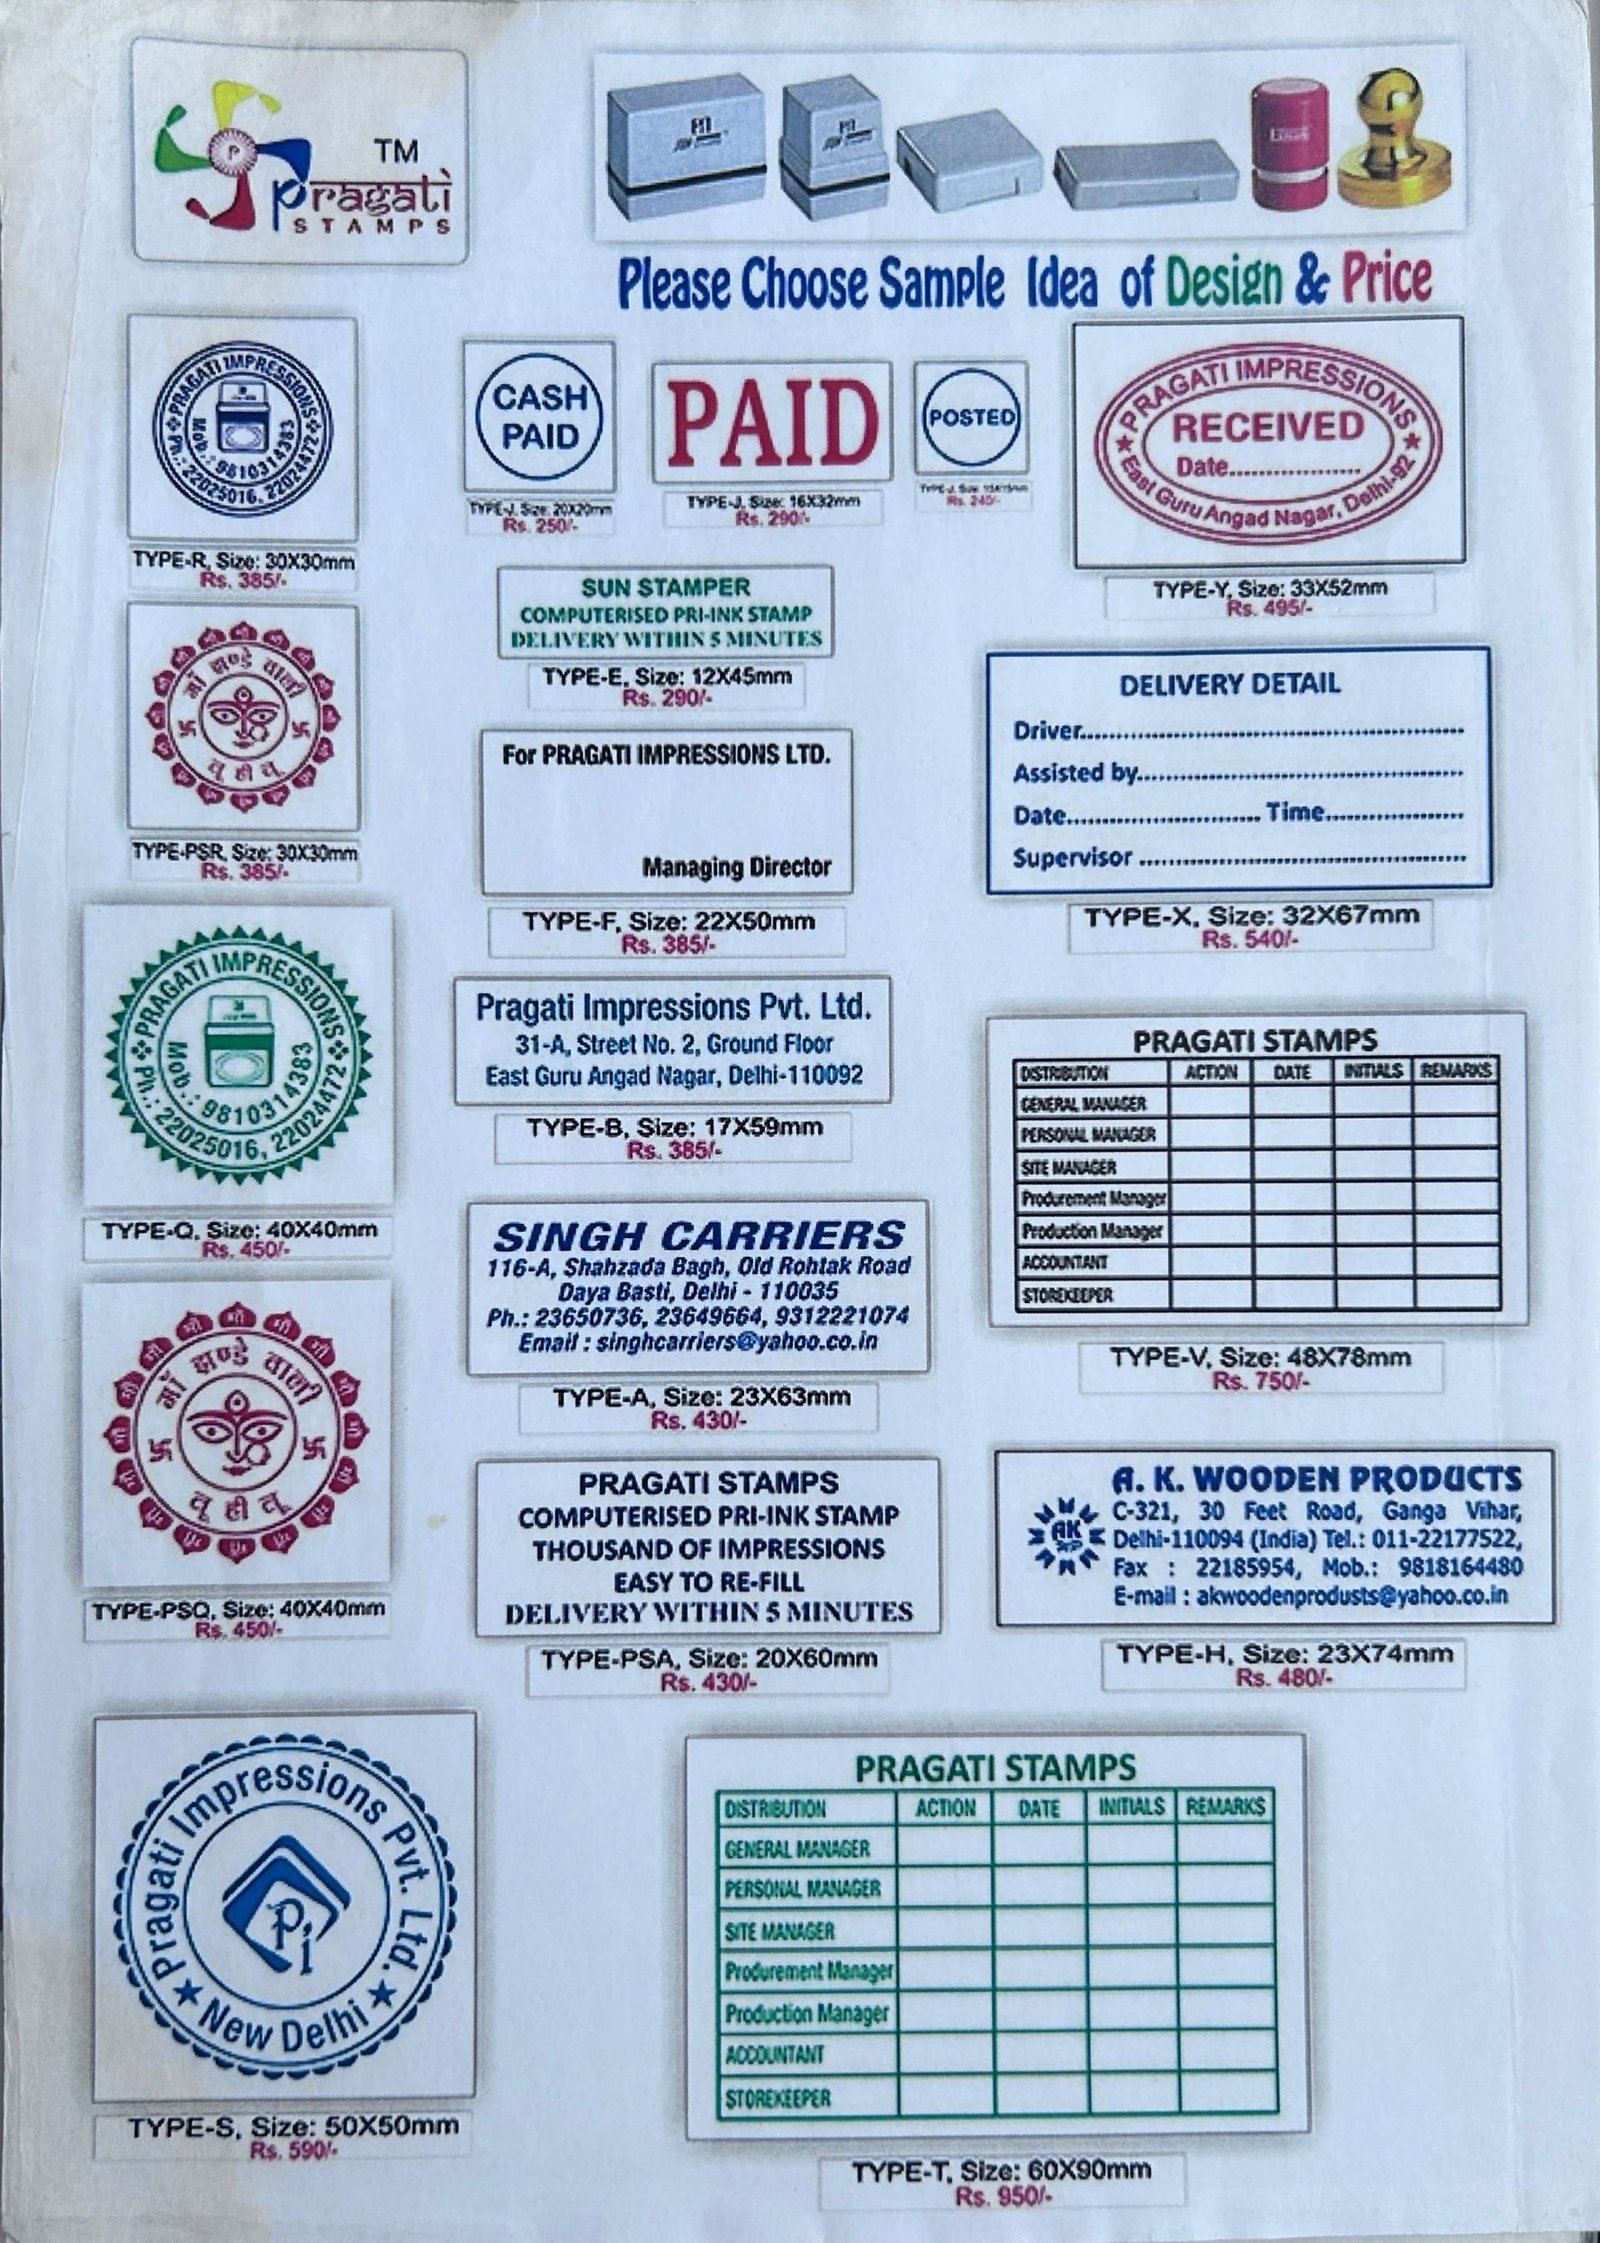 TM
Pragati
STAMPS
Please Choose Sample Idea of Design & Price
PRAGATI IMPRESSIONS
Mob.: 9810314383
Ph.: 22025016, 22024472
TYPE-R, Size: 30X30mm
Rs. 385/-
CASH
PAID
TYPE-J, Size: 20X20mm
Rs. 250/-
PAID
TYPE-J, Size: 16X32mm
Rs. 290/-
POSTED
TYPE-J, Size: 15X15mm
Rs. 240/-
PRAGATI IMPRESSIONS
RECEIVED
Date....................
East Guru Angad Nagar, Delhi-92
TYPE-Y, Size: 33X52mm
Rs. 495/-
SUN STAMPER
COMPUTERISED PRI-INK STAMP
DELIVERY WITHIN 5 MINUTES
TYPE-E, Size: 12X45mm
Rs. 290/-
माँ झण्डे वाली
तू ही तू
TYPE-PSR, Size: 30X30mm
Rs. 385/-
For PRAGATI IMPRESSIONS LTD.
Managing Director
TYPE-F, Size: 22X50mm
Rs. 385/-
DELIVERY DETAIL
Driver............................................................
Assisted by...................................................
Date.............................. Time.....................
Supervisor ..................................................
TYPE-X, Size: 32X67mm
Rs. 540/-
PRAGATI IMPRESSIONS
Mob.: 9810314383
Ph.: 22025016, 22024472
TYPE-Q, Size: 40X40mm
Rs. 450/-
Pragati Impressions Pvt. Ltd.
31-A, Street No. 2, Ground Floor
East Guru Angad Nagar, Delhi-110092
TYPE-B, Size: 17X59mm
Rs. 385/-
PRAGATI STAMPS
DISTRIBUTION ACTION DATE INITIALS REMARKS
GENERAL MANAGER
PERSONAL MANAGER
SITE MANAGER
Produrement Manager
Production Manager
ACCOUNTANT
STOREKEEPER
TYPE-V, Size: 48X78mm
Rs. 750/-
SINGH CARRIERS
116-A, Shahzada Bagh, Old Rohtak Road
Daya Basti, Delhi - 110035
Ph.: 23650736, 23649664, 9312221074
Email : singhcarriers@yahoo.co.in
TYPE-A, Size: 23X63mm
Rs. 430/-
माँ झण्डे वाली
तू ही तू
TYPE-PSQ, Size: 40X40mm
Rs. 450/-
PRAGATI STAMPS
COMPUTERISED PRI-INK STAMP
THOUSAND OF IMPRESSIONS
EASY TO RE-FILL
DELIVERY WITHIN 5 MINUTES
TYPE-PSA, Size: 20X60mm
Rs. 430/-
AK
A. K. WOODEN PRODUCTS
C-321, 30 Feet Road, Ganga Vihar,
Delhi-110094 (India) Tel.: 011-22177522,
Fax : 22185954, Mob.: 9818164480
E-mail : akwoodenprodusts@yahoo.co.in
TYPE-H, Size: 23X74mm
Rs. 480/-
Pragati Impressions Pvt. Ltd.
Pi
New Delhi
TYPE-S, Size: 50X50mm
Rs. 590/-
PRAGATI STAMPS
DISTRIBUTION ACTION DATE INITIALS REMARKS
GENERAL MANAGER
PERSONAL MANAGER
SITE MANAGER
Produrement Manager
Production Manager
ACCOUNTANT
STOREKEEPER
TYPE-T, Size: 60X90mm
Rs. 950/-